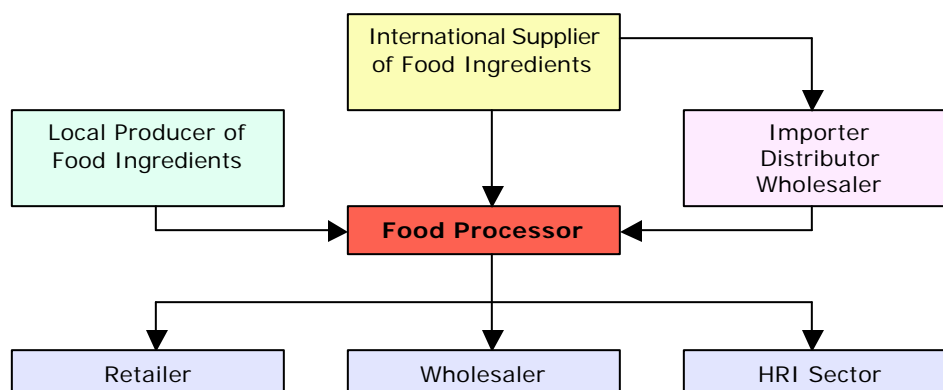 International Supplier
of Food Ingredients
Local Producer of
Food Ingredients
Importer
Distributor
Wholesaler
Food Processor
Retailer
Wholesaler
HRI Sector